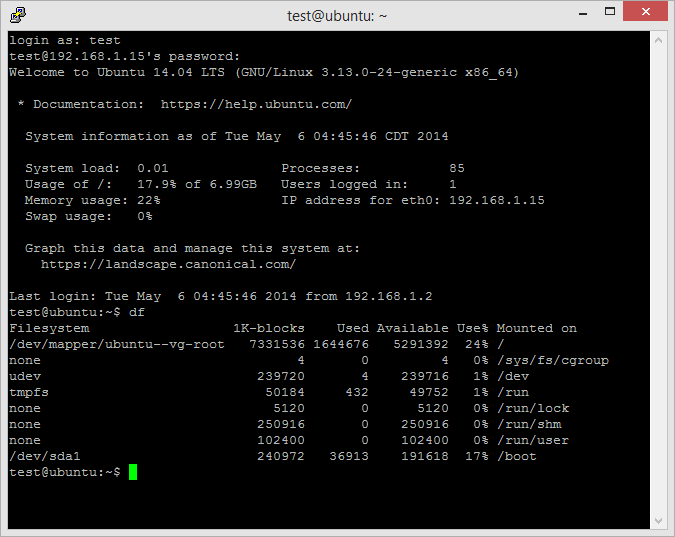 test@ubuntu: ~
login as: test
test@192.168.1.15's password:
Welcome to Ubuntu 14.04 LTS (GNU/Linux 3.13.0-24-generic x86_64)
 * Documentation:  https://help.ubuntu.com/
  System information as of Tue May  6 04:45:46 CDT 2014
  System load:  0.01              Processes:           85
  Usage of /:   17.9% of 6.99GB   Users logged in:     1
  Memory usage: 22%               IP address for eth0: 192.168.1.15
  Swap usage:   0%
  Graph this data and manage this system at:
    https://landscape.canonical.com/
Last login: Tue May  6 04:45:46 2014 from 192.168.1.2
test@ubuntu:~$ df
Filesystem                  1K-blocks    Used Available Use% Mounted on
/dev/mapper/ubuntu--vg-root   7331536 1644676   5291392  24% /
none                                4       0         4   0% /sys/fs/cgroup
udev                           239720       4    239716   1% /dev
tmpfs                           50184     432     49752   1% /run
none                             5120       0      5120   0% /run/lock
none                           250916       0    250916   0% /run/shm
none                           102400       0    102400   0% /run/user
/dev/sda1                      240972   36913    191618  17% /boot
test@ubuntu:~$